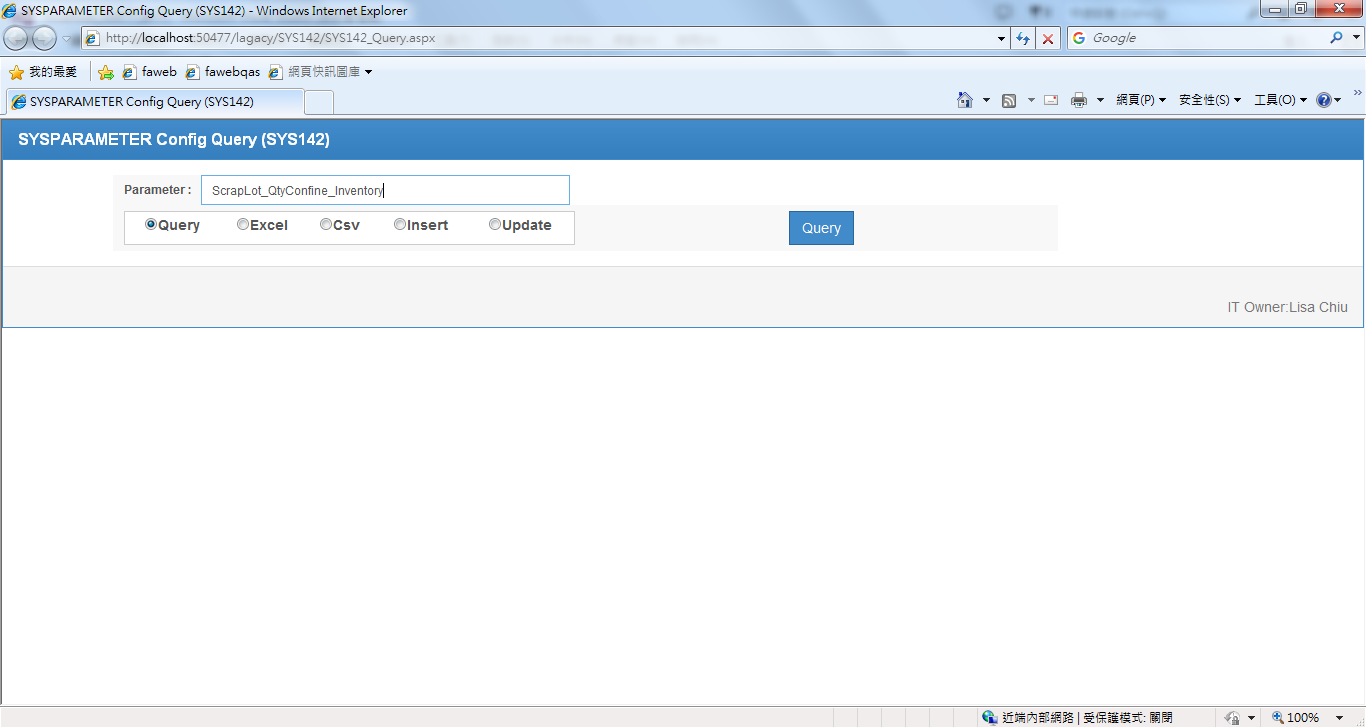 SYSPARAMETER Config Query (SYS142) - Windows Internet Explorer
http://localhost:50477/lagacy/SYS142/SYS142_Query.aspx
Google
我的最愛 faweb fawebqas 網頁快訊圖庫
SYSPARAMETER Config Query (SYS142)
網頁(P) 安全性(S) 工具(O)
SYSPARAMETER Config Query (SYS142)
Parameter : ScrapLot_QtyConfine_Inventory
Query Excel Csv Insert Update Query
IT Owner:Lisa Chiu
近端內部網路 | 受保護模式: 關閉 100%